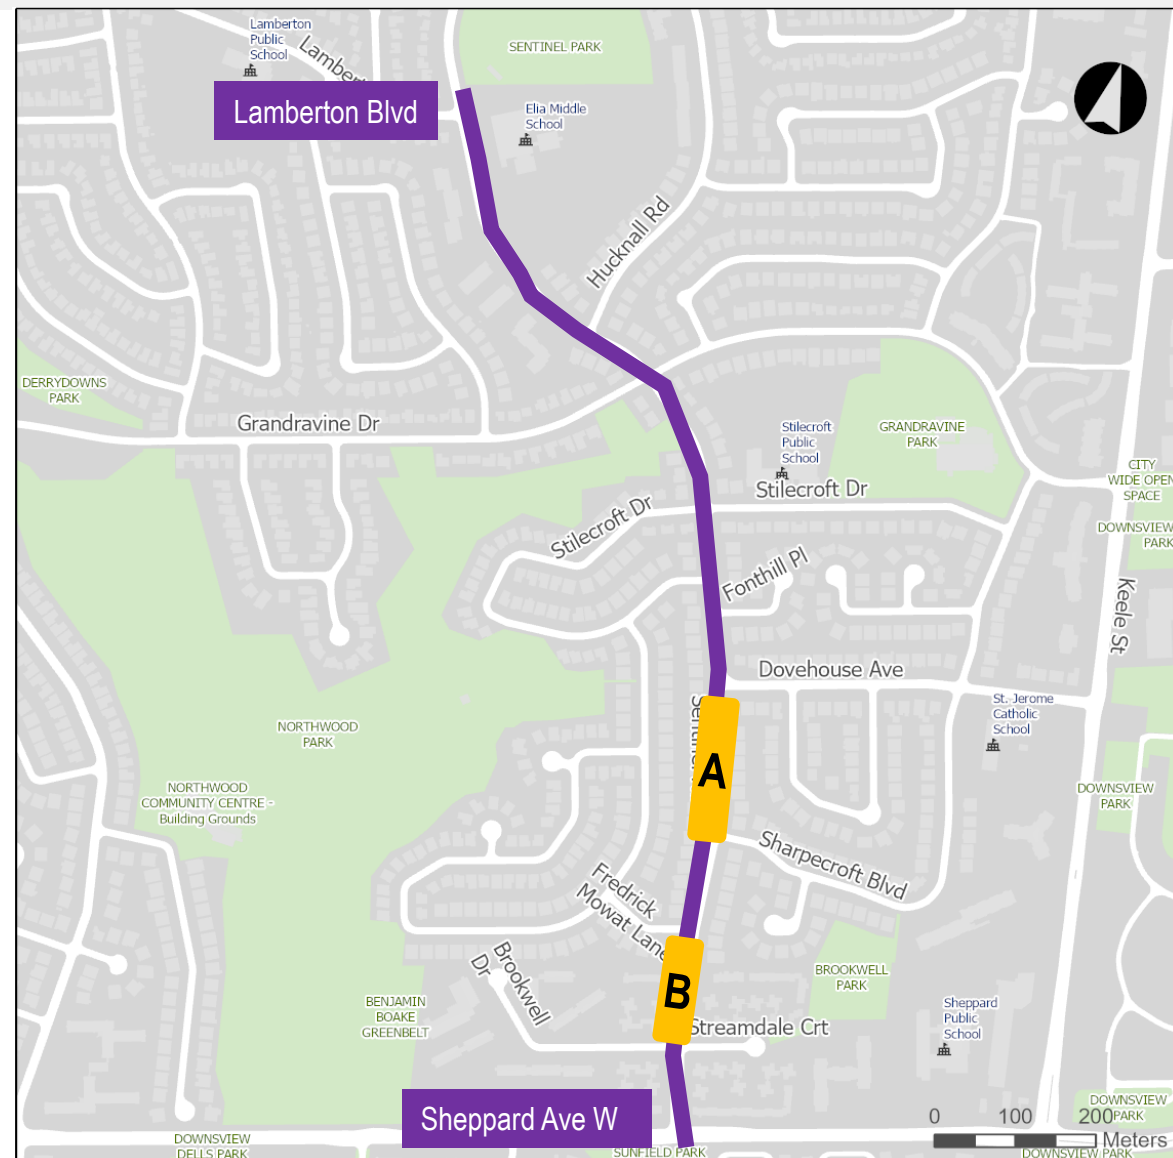 Lamberton
Public
School
Lambert
SENTINEL PARK
Lamberton Blvd
Elia Middle
School
Hucknall Rd
DERRYDOWNS
PARK
Grandravine Dr
Stilecroft
Public
School
GRANDRAVINE
PARK
CITY
WIDE OPEN
SPACE
Stilecroft Dr
Stilecroft Dr
DOWNSVIEW
PARK
Fonthill Pl
Keele St
Dovehouse Ave
St. Jerome
Catholic
School
NORTHWOOD
PARK
A
NORTHWOOD
COMMUNITY CENTRE -
Building Grounds
DOWNSVIEW
PARK
Sharpecroft Blvd
Fredrick
Mowat Lane
Brookwell
Dr
BROOKWELL
PARK
B
BENJAMIN
BOAKE
GREENBELT
Sheppard
Public
School
Streamdale Crt
Sheppard Ave W
DOWNSVIEW
PARK
0 100 200
Meters
DOWNSVIEW
DELLS PARK
SUNFIELD PARK
DOWNSVIEW PARK